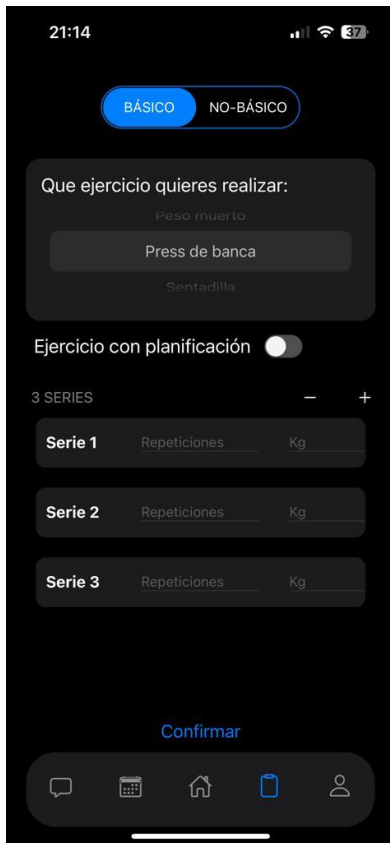 21:14
37
BÁSICO NO-BÁSICO
Que ejercicio quieres realizar:
Peso muerto
Press de banca
Sentadilla
Ejercicio con planificación
3 SERIES − +
Serie 1 Repeticiones Kg
Serie 2 Repeticiones Kg
Serie 3 Repeticiones Kg
Confirmar